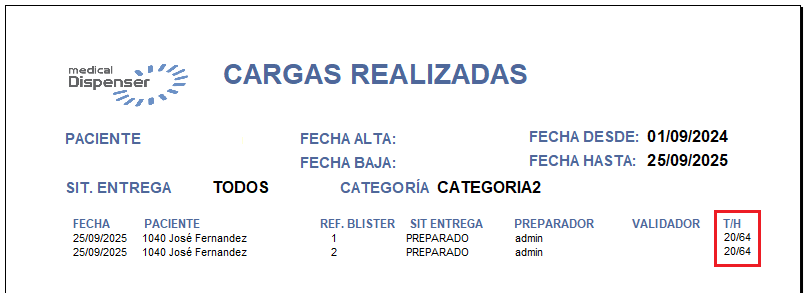 medical
Dispenser
CARGAS REALIZADAS
PACIENTE FECHA ALTA: FECHA DESDE: 01/09/2024
FECHA BAJA: FECHA HASTA: 25/09/2025
SIT. ENTREGA TODOS CATEGORÍA CATEGORIA2
FECHA PACIENTE REF. BLISTER SIT ENTREGA PREPARADOR VALIDADOR T/H
25/09/2025 1040 José Fernandez 1 PREPARADO admin 20/64
25/09/2025 1040 José Fernandez 2 PREPARADO admin 20/64